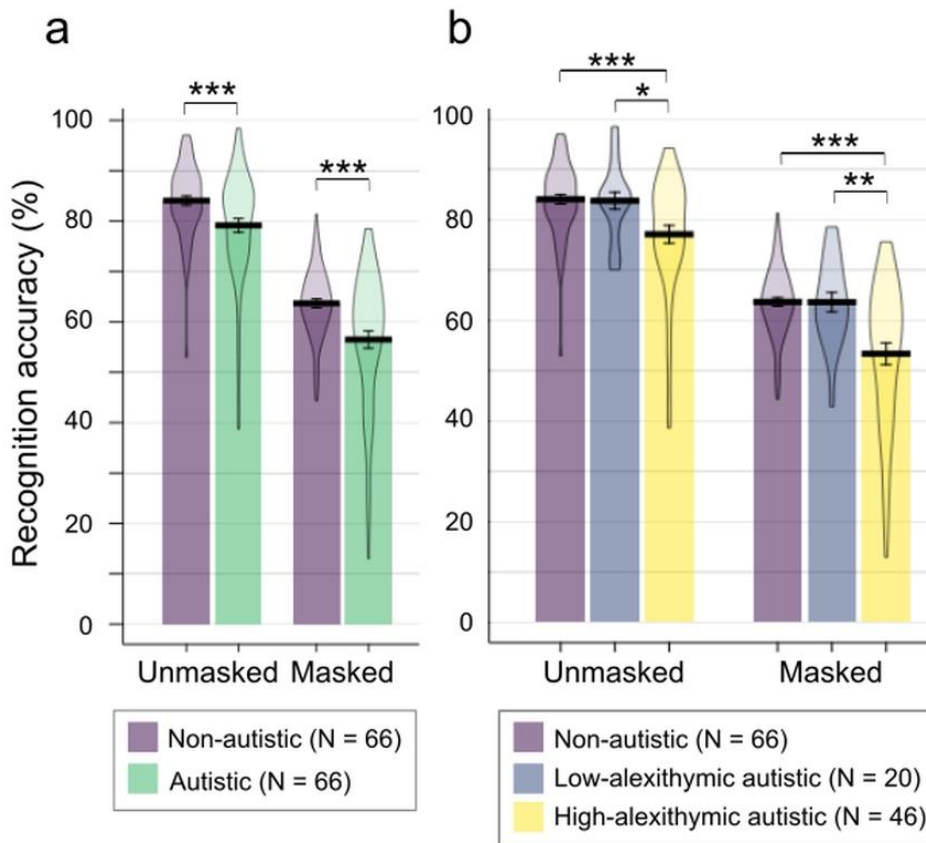 a
***
***
100
80
60
40
20
0
Recognition accuracy (%)
Unmasked Masked
Non-autistic (N = 66)
Autistic (N = 66)
b
***
*
***
**
100
80
60
40
20
0
Unmasked Masked
Non-autistic (N = 66)
Low-alexithymic autistic (N = 20)
High-alexithymic autistic (N = 46)